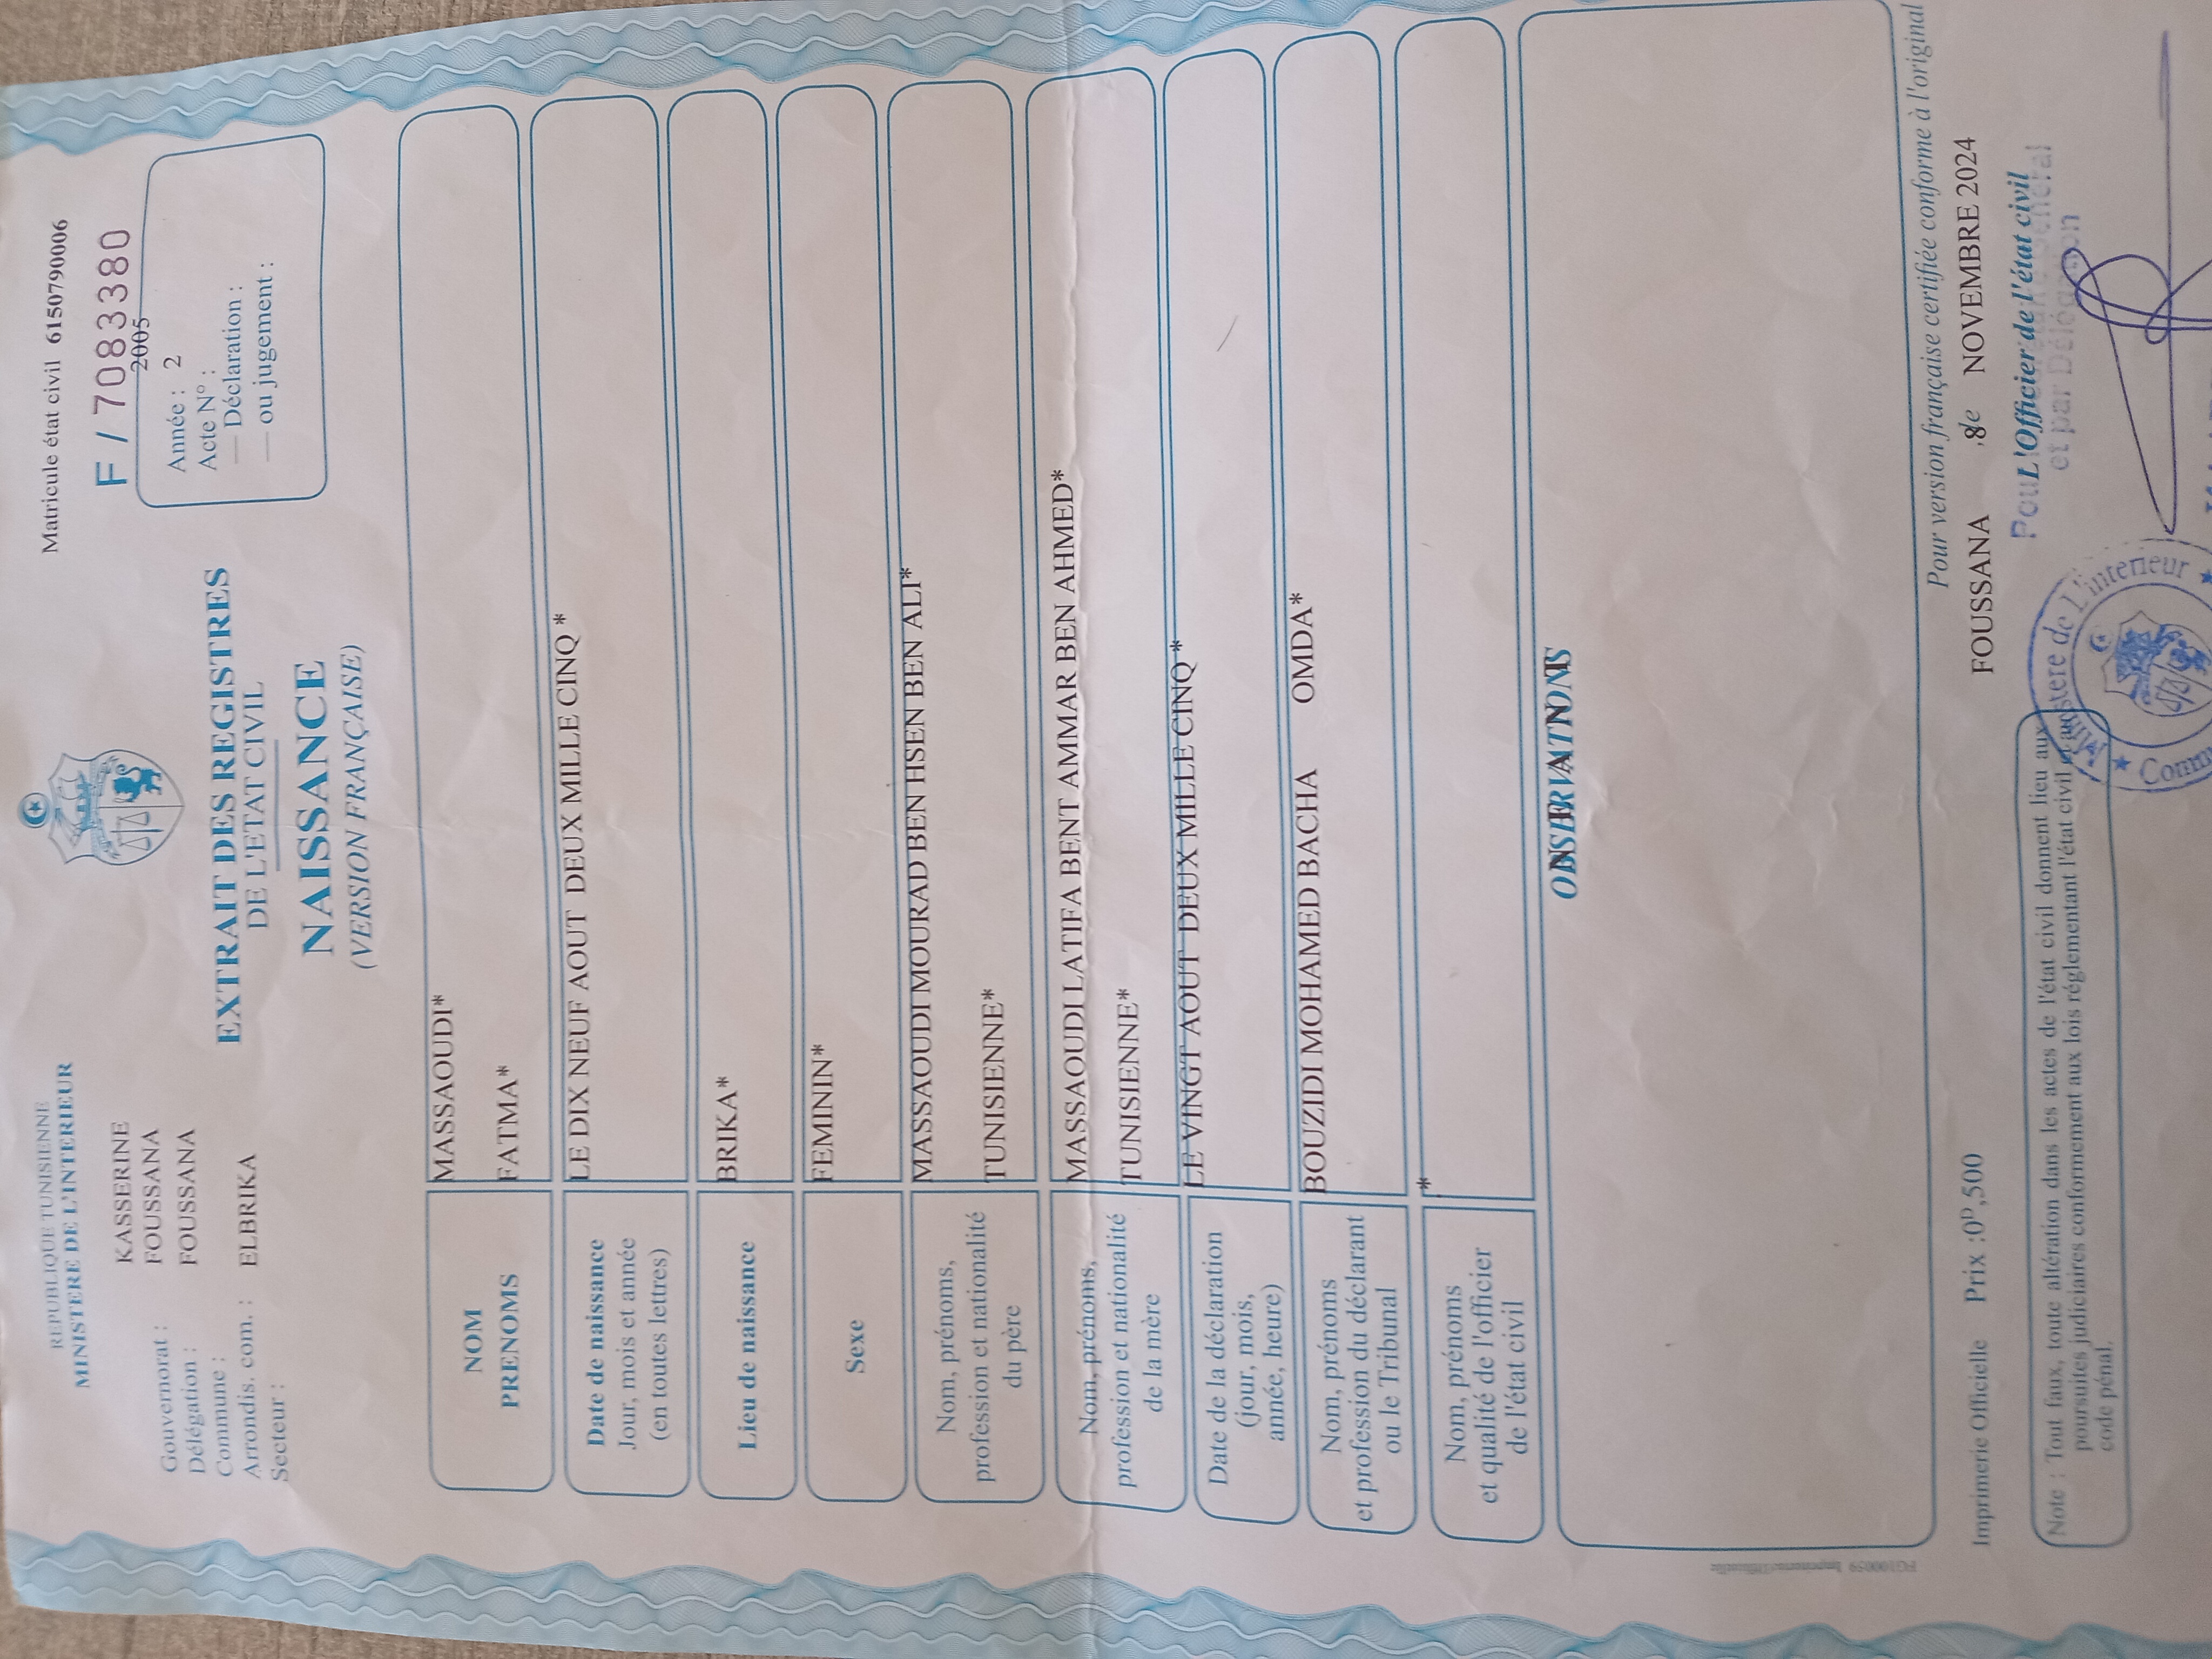 REPUBLIQUE TUNISIENNE
MINISTERE DE L'INTERIEUR
Matricule état civil 6150790006
F / 7083380
Gouvernorat : KASSERINE
Délégation : FOUSSANA
Commune : FOUSSANA
Arrondis. com. :
Secteur : ELBRIKA
2005
Année : 2
Acte N° :
— Déclaration :
— ou jugement :
EXTRAIT DES REGISTRES
DE L'ETAT CIVIL
NAISSANCE
(VERSION FRANÇAISE)
NOM
PRENOMS
MASSAOUDI*
FATMA*
Date de naissance
Jour, mois et année
(en toutes lettres)
LE DIX NEUF AOUT DEUX MILLE CINQ *
Lieu de naissance
BRIKA*
Sexe
FEMININ*
Nom, prénoms,
profession et nationalité
du père
MASSAOUDI MOURAD BEN HSEN BEN ALI*
TUNISIENNE*
Nom, prénoms,
profession et nationalité
de la mère
MASSAOUDI LATIFA BENT AMMAR BEN AHMED*
TUNISIENNE*
Date de la déclaration
(jour, mois,
année, heure)
LE VINGT AOUT DEUX MILLE CINQ *
Nom, prénoms
et profession du déclarant
ou le Tribunal
BOUZIDI MOHAMED BACHA OMDA*
Nom, prénoms
et qualité de l'officier
de l'état civil
*
OBSERVATIONS
Pour version française certifiée conforme à l'original
Imprimerie Officielle Prix :0ᴰ,500
FOUSSANA NOVEMBRE 2024
L'Officier de l'état civil
et par Délégation
Ministere de L'interieur
Note : Tout faux, toute altération dans les actes de l'état civil donnent lieu aux
poursuites judiciaires conformement aux lois réglementant l'état civil
code pénal.